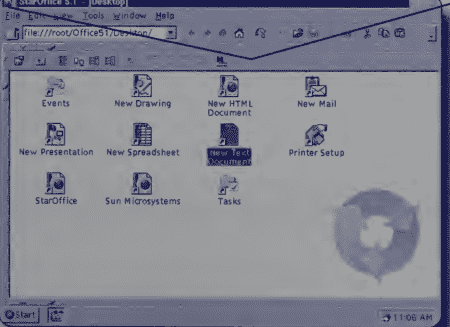 StarOffice 5.1 - [Desktop]
File Edit View Tools Window Help
file:///root/Office51/Desktop/
Events
New Drawing
New HTML
Document
New Mail
New Presentation
New Spreadsheet
New Text
Document
Printer Setup
StarOffice
Sun Microsystems
Tasks
Start
11:06 AM